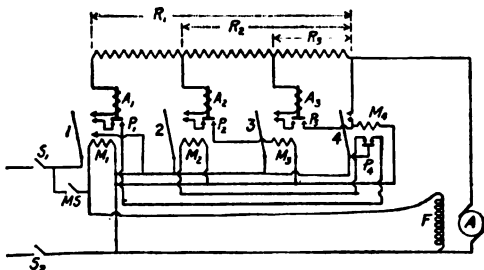 R₁
R₂
R₃
A₁ A₂ A₃
P₁ P₂ P₃ M₄
1 2 3 4
M₁ M₂ M₃ P₄
S₁
MS
F A
S₂